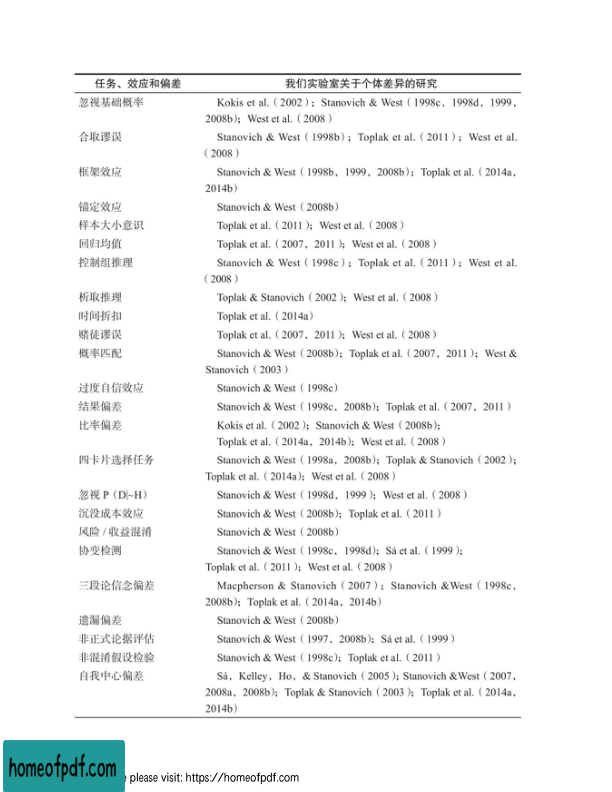 任务、效应和偏差 我们实验室关于个体差异的研究
忽视基础概率 Kokis et al.（2002）；Stanovich & West（1998c，1998d，1999，
2008b）；West et al.（2008）
合取谬误 Stanovich & West（1998b）；Toplak et al.（2011）；West et al.
（2008）
框架效应 Stanovich & West（1998b，1999，2008b）；Toplak et al.（2014a，
2014b）
锚定效应 Stanovich & West（2008b）
样本大小意识 Toplak et al.（2011）；West et al.（2008）
回归均值 Toplak et al.（2007，2011）；West et al.（2008）
控制组推理 Stanovich & West（1998c）；Toplak et al.（2011）；West et al.
（2008）
析取推理 Toplak & Stanovich（2002）；West et al.（2008）
时间折扣 Toplak et al.（2014a）
赌徒谬误 Toplak et al.（2007，2011）；West et al.（2008）
概率匹配 Stanovich & West（2008b）；Toplak et al.（2007，2011）；West &
Stanovich（2003）
过度自信效应 Stanovich & West（1998c）
结果偏差 Stanovich & West（1998c，2008b）；Toplak et al.（2007，2011）
比率偏差 Kokis et al.（2002）；Stanovich & West（2008b）；
Toplak et al.（2014a，2014b）；West et al.（2008）
四卡片选择任务 Stanovich & West（1998a，2008b）；Toplak & Stanovich（2002）；
Toplak et al.（2014a）；West et al.（2008）
忽视 P（D|~H） Stanovich & West（1998d，1999）；West et al.（2008）
沉没成本效应 Stanovich & West（2008b）；Toplak et al.（2011）
风险 / 收益混淆 Stanovich & West（2008b）
协变检测 Stanovich & West（1998c，1998d）；Sá et al.（1999）；
Toplak et al.（2011）；West et al.（2008）
三段论信念偏差 Macpherson & Stanovich（2007）；Stanovich &West（1998c，
2008b）；Toplak et al.（2014a，2014b）
遗漏偏差 Stanovich & West（2008b）
非正式论据评估 Stanovich & West（1997，2008b）；Sá et al.（1999）
非混淆假设检验 Stanovich & West（1998c）；Toplak et al.（2011）
自我中心偏差 Sá，Kelley，Ho，& Stanovich（2005）；Stanovich &West（2007，
2008a，2008b）；Toplak & Stanovich（2003）；Toplak et al.（2014a，
2014b）
homeofpdf.com
please visit: https://homeofpdf.com